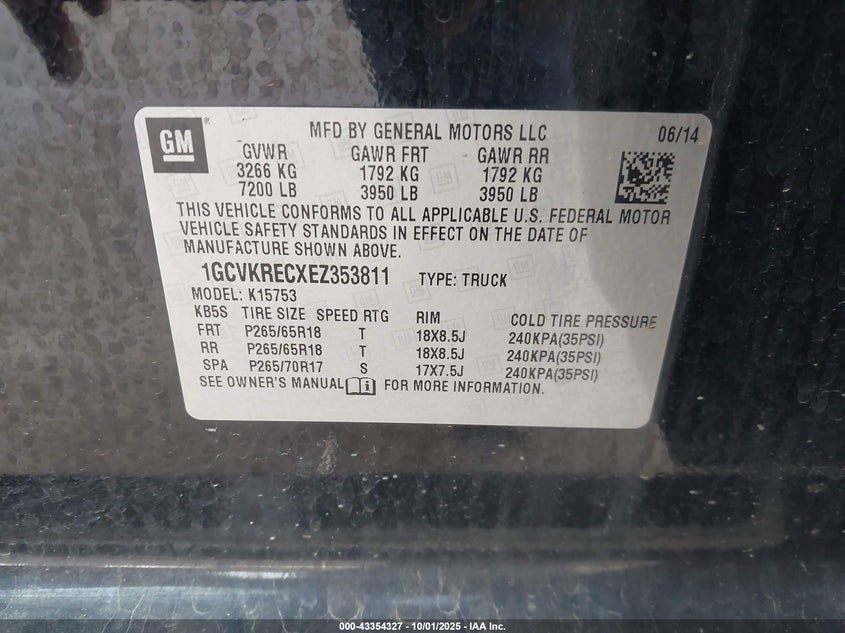 GM ® MFD BY GENERAL MOTORS LLC 06/14
GVWR GAWR FRT GAWR RR
3266 KG 1792 KG 1792 KG
7200 LB 3950 LB 3950 LB
THIS VEHICLE CONFORMS TO ALL APPLICABLE U.S. FEDERAL MOTOR
VEHICLE SAFETY STANDARDS IN EFFECT ON THE DATE OF
MANUFACTURE SHOWN ABOVE.
1GCVKRECXEZ353811 TYPE: TRUCK
MODEL: K15753
KB5S TIRE SIZE SPEED RTG RIM COLD TIRE PRESSURE
FRT P265/65R18 T 18X8.5J 240KPA(35PSI)
RR P265/65R18 T 18X8.5J 240KPA(35PSI)
SPA P265/70R17 S 17X7.5J 240KPA(35PSI)
SEE OWNER'S MANUAL FOR MORE INFORMATION.
000-43354327 - 10/01/2025 - IAA Inc.